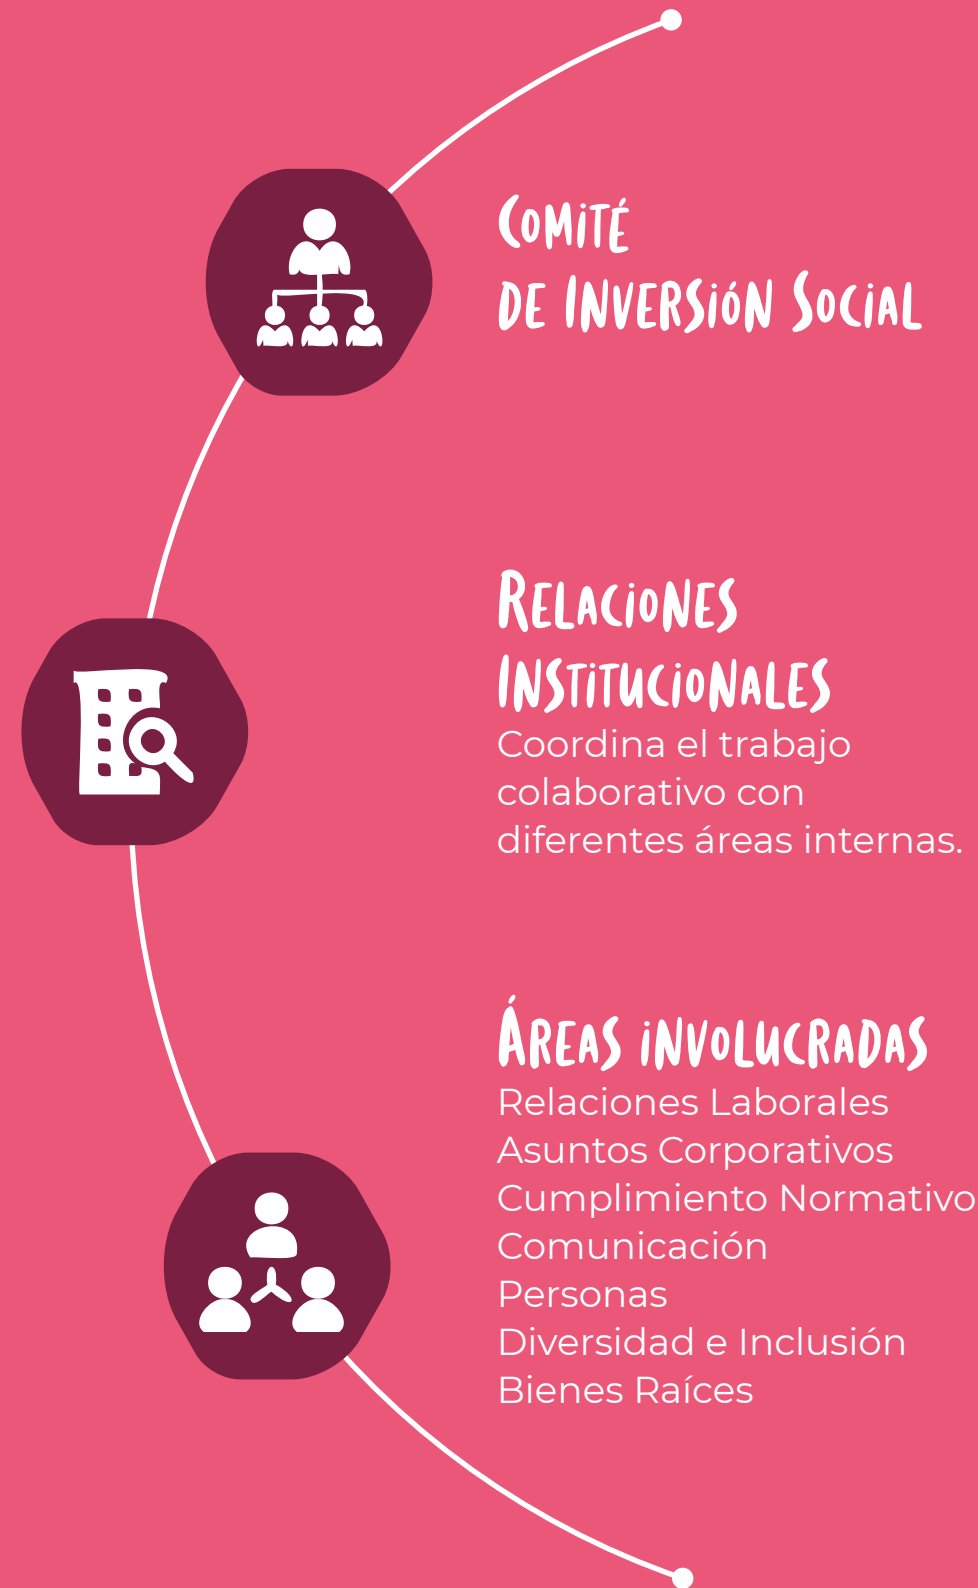 Comité
de Inversión Social
Relaciones
Institucionales
Coordina el trabajo
colaborativo con
diferentes áreas internas.
Áreas involucradas
Relaciones Laborales
Asuntos Corporativos
Cumplimiento Normativo
Comunicación
Personas
Diversidad e Inclusión
Bienes Raíces